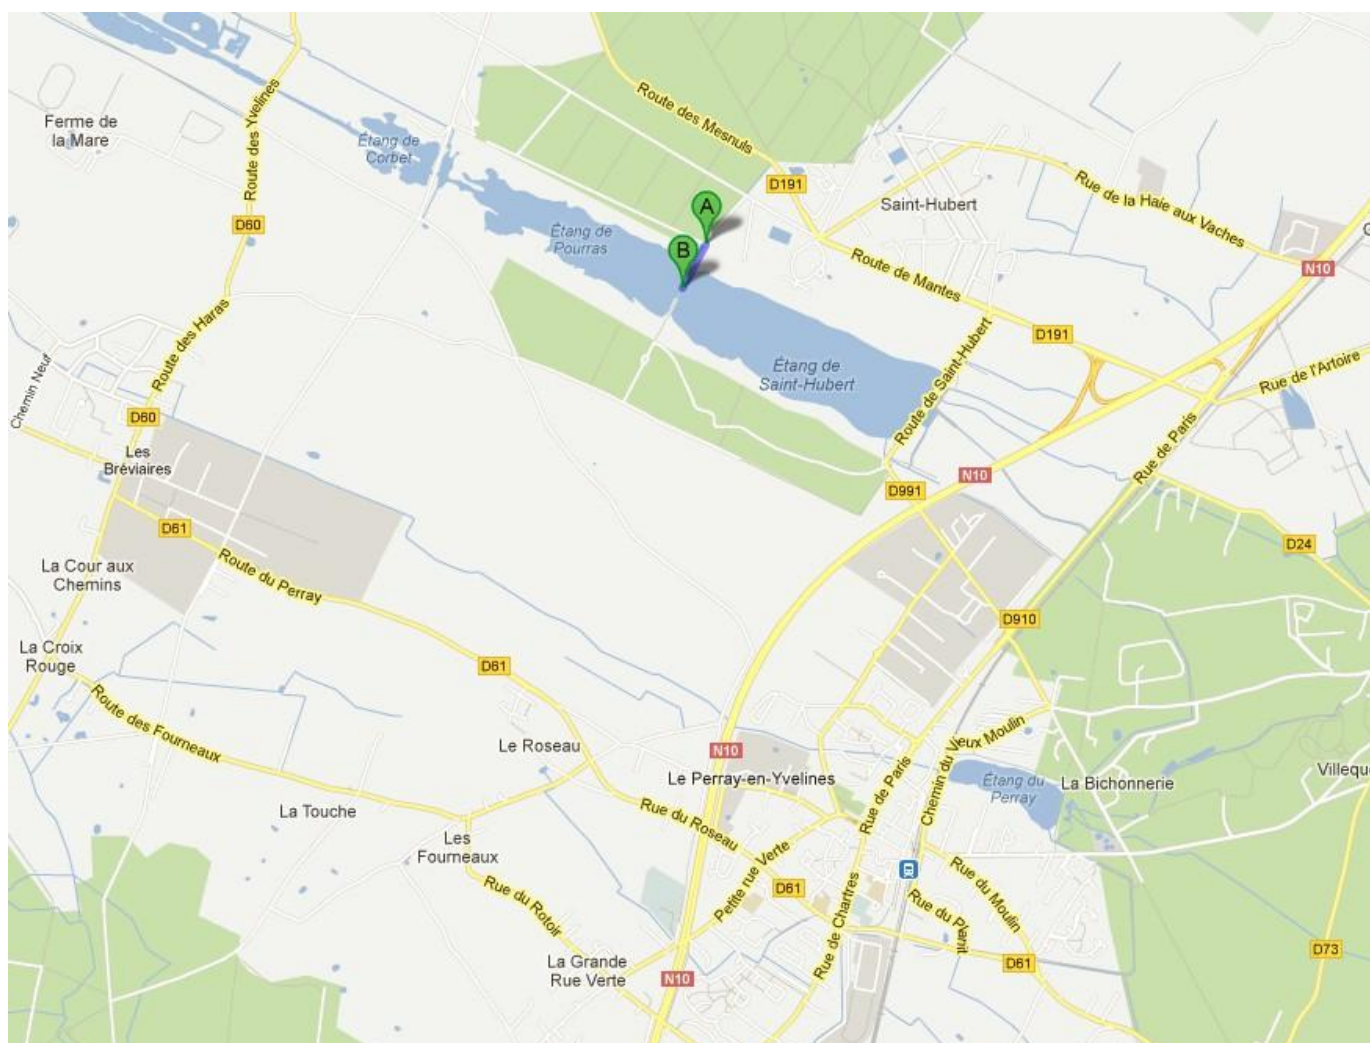 Ferme de
la Mare
Route des Yvelines
D60
Étang de
Corbet
Route des Mesnuls
D191
Saint-Hubert
Rue de la Haie aux Vaches
N10
A
B
Étang de
Pourras
Route de Mantes
D191
Rue de l'Artoire
Route des Haras
Chemin Neuf
D60
Étang de
Saint-Hubert
Route de Saint-Hubert
Rue de Paris
Les
Bréviaires
D991
N10
D61
D24
La Cour aux
Chemins
Route du Perray
D910
La Croix
Rouge
D61
Route des Fourneaux
Le Roseau
N10
Le Perray-en-Yvelines
Rue de Paris
Chemin du Vieux Moulin
Étang du
Perray
La Bichonnerie
Villeque
La Touche
Rue du Roseau
Les
Fourneaux
Petite rue Verte
D61
Rue de Chartres
Rue du Moulin
Rue du Planit
Rue du Rotoir
La Grande
Rue Verte
N10
D61
D73